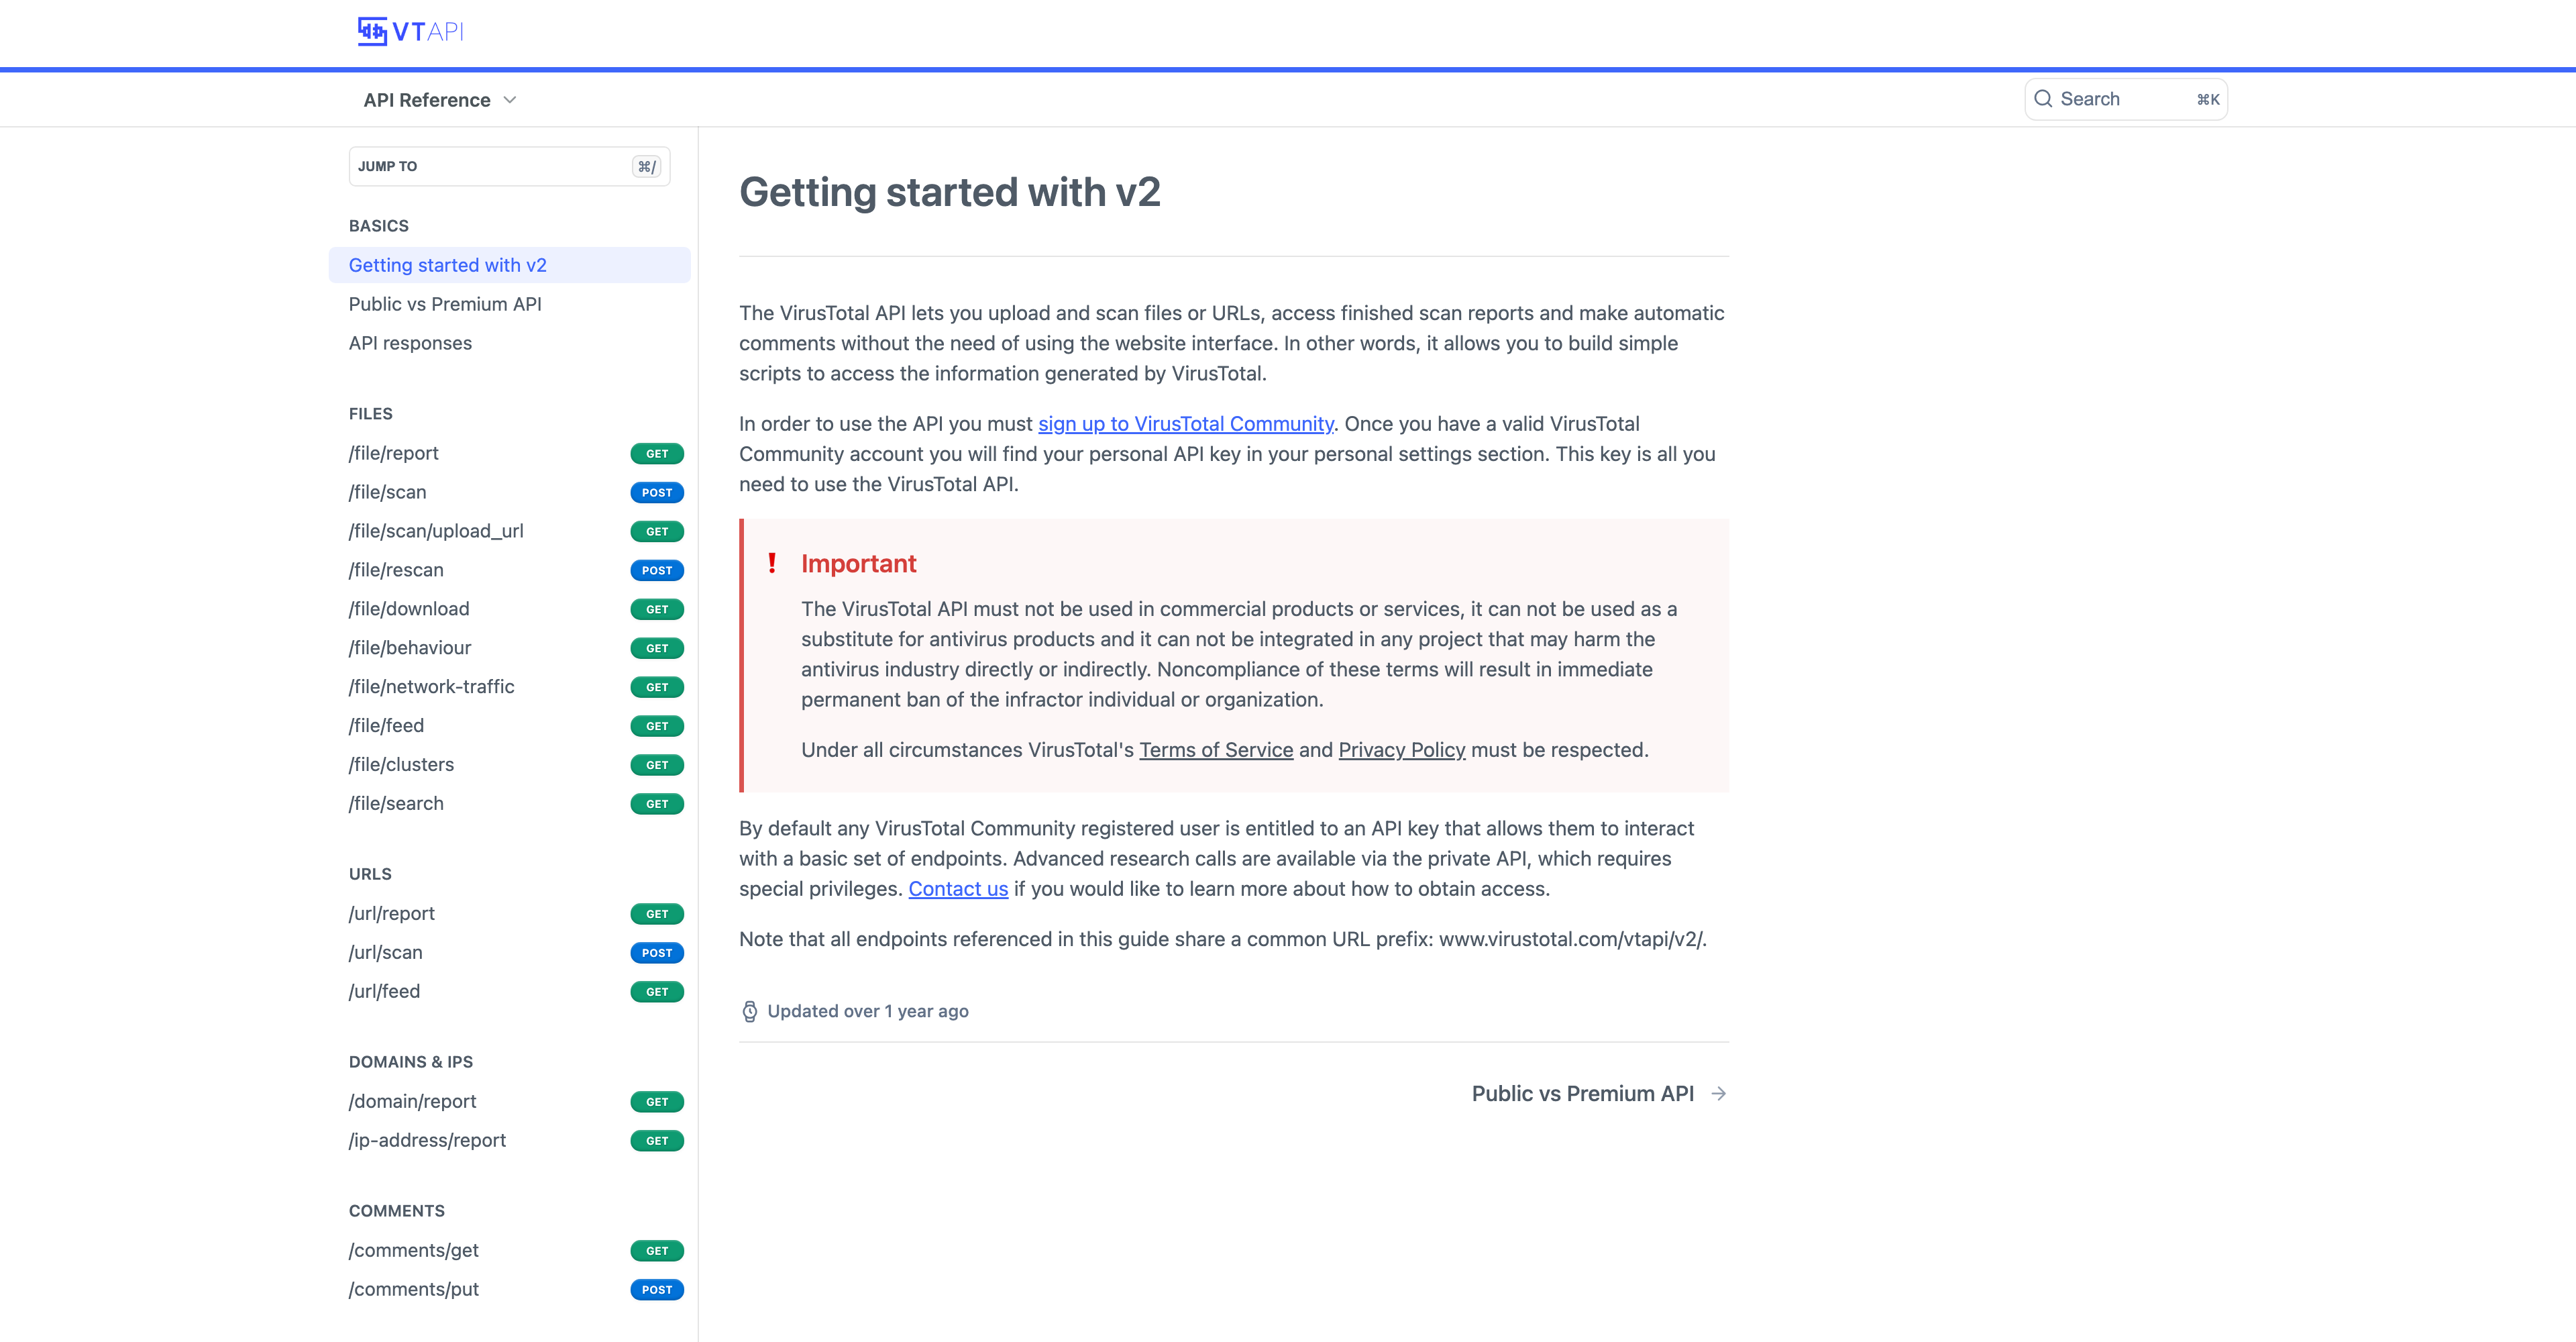 VTAPI
API Reference
Search ⌘K
JUMP TO ⌘/
BASICS
Getting started with v2
Public vs Premium API
API responses
FILES
/file/report GET
/file/scan POST
/file/scan/upload_url GET
/file/rescan POST
/file/download GET
/file/behaviour GET
/file/network-traffic GET
/file/feed GET
/file/clusters GET
/file/search GET
URLS
/url/report GET
/url/scan POST
/url/feed GET
DOMAINS & IPS
/domain/report GET
/ip-address/report GET
COMMENTS
/comments/get GET
/comments/put POST
Getting started with v2
The VirusTotal API lets you upload and scan files or URLs, access finished scan reports and make automatic
comments without the need of using the website interface. In other words, it allows you to build simple
scripts to access the information generated by VirusTotal.
In order to use the API you must sign up to VirusTotal Community. Once you have a valid VirusTotal
Community account you will find your personal API key in your personal settings section. This key is all you
need to use the VirusTotal API.
❗ Important
The VirusTotal API must not be used in commercial products or services, it can not be used as a
substitute for antivirus products and it can not be integrated in any project that may harm the
antivirus industry directly or indirectly. Noncompliance of these terms will result in immediate
permanent ban of the infractor individual or organization.
Under all circumstances VirusTotal's Terms of Service and Privacy Policy must be respected.
By default any VirusTotal Community registered user is entitled to an API key that allows them to interact
with a basic set of endpoints. Advanced research calls are available via the private API, which requires
special privileges. Contact us if you would like to learn more about how to obtain access.
Note that all endpoints referenced in this guide share a common URL prefix: www.virustotal.com/vtapi/v2/.
Updated over 1 year ago
Public vs Premium API →